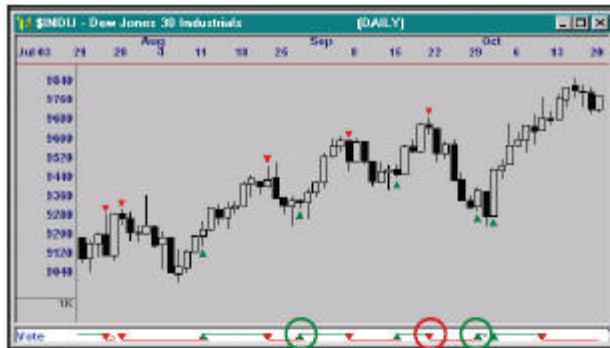 $INDU - Dow Jones 30 Industrials (DAILY)
Aug Sep Oct
Jul 03 21 28 4 11 18 25 8 15 22 29 6 13 20
9840
9760
9680
9600
9520
9440
9360
9280
9200
9120
9040
1K
Vote